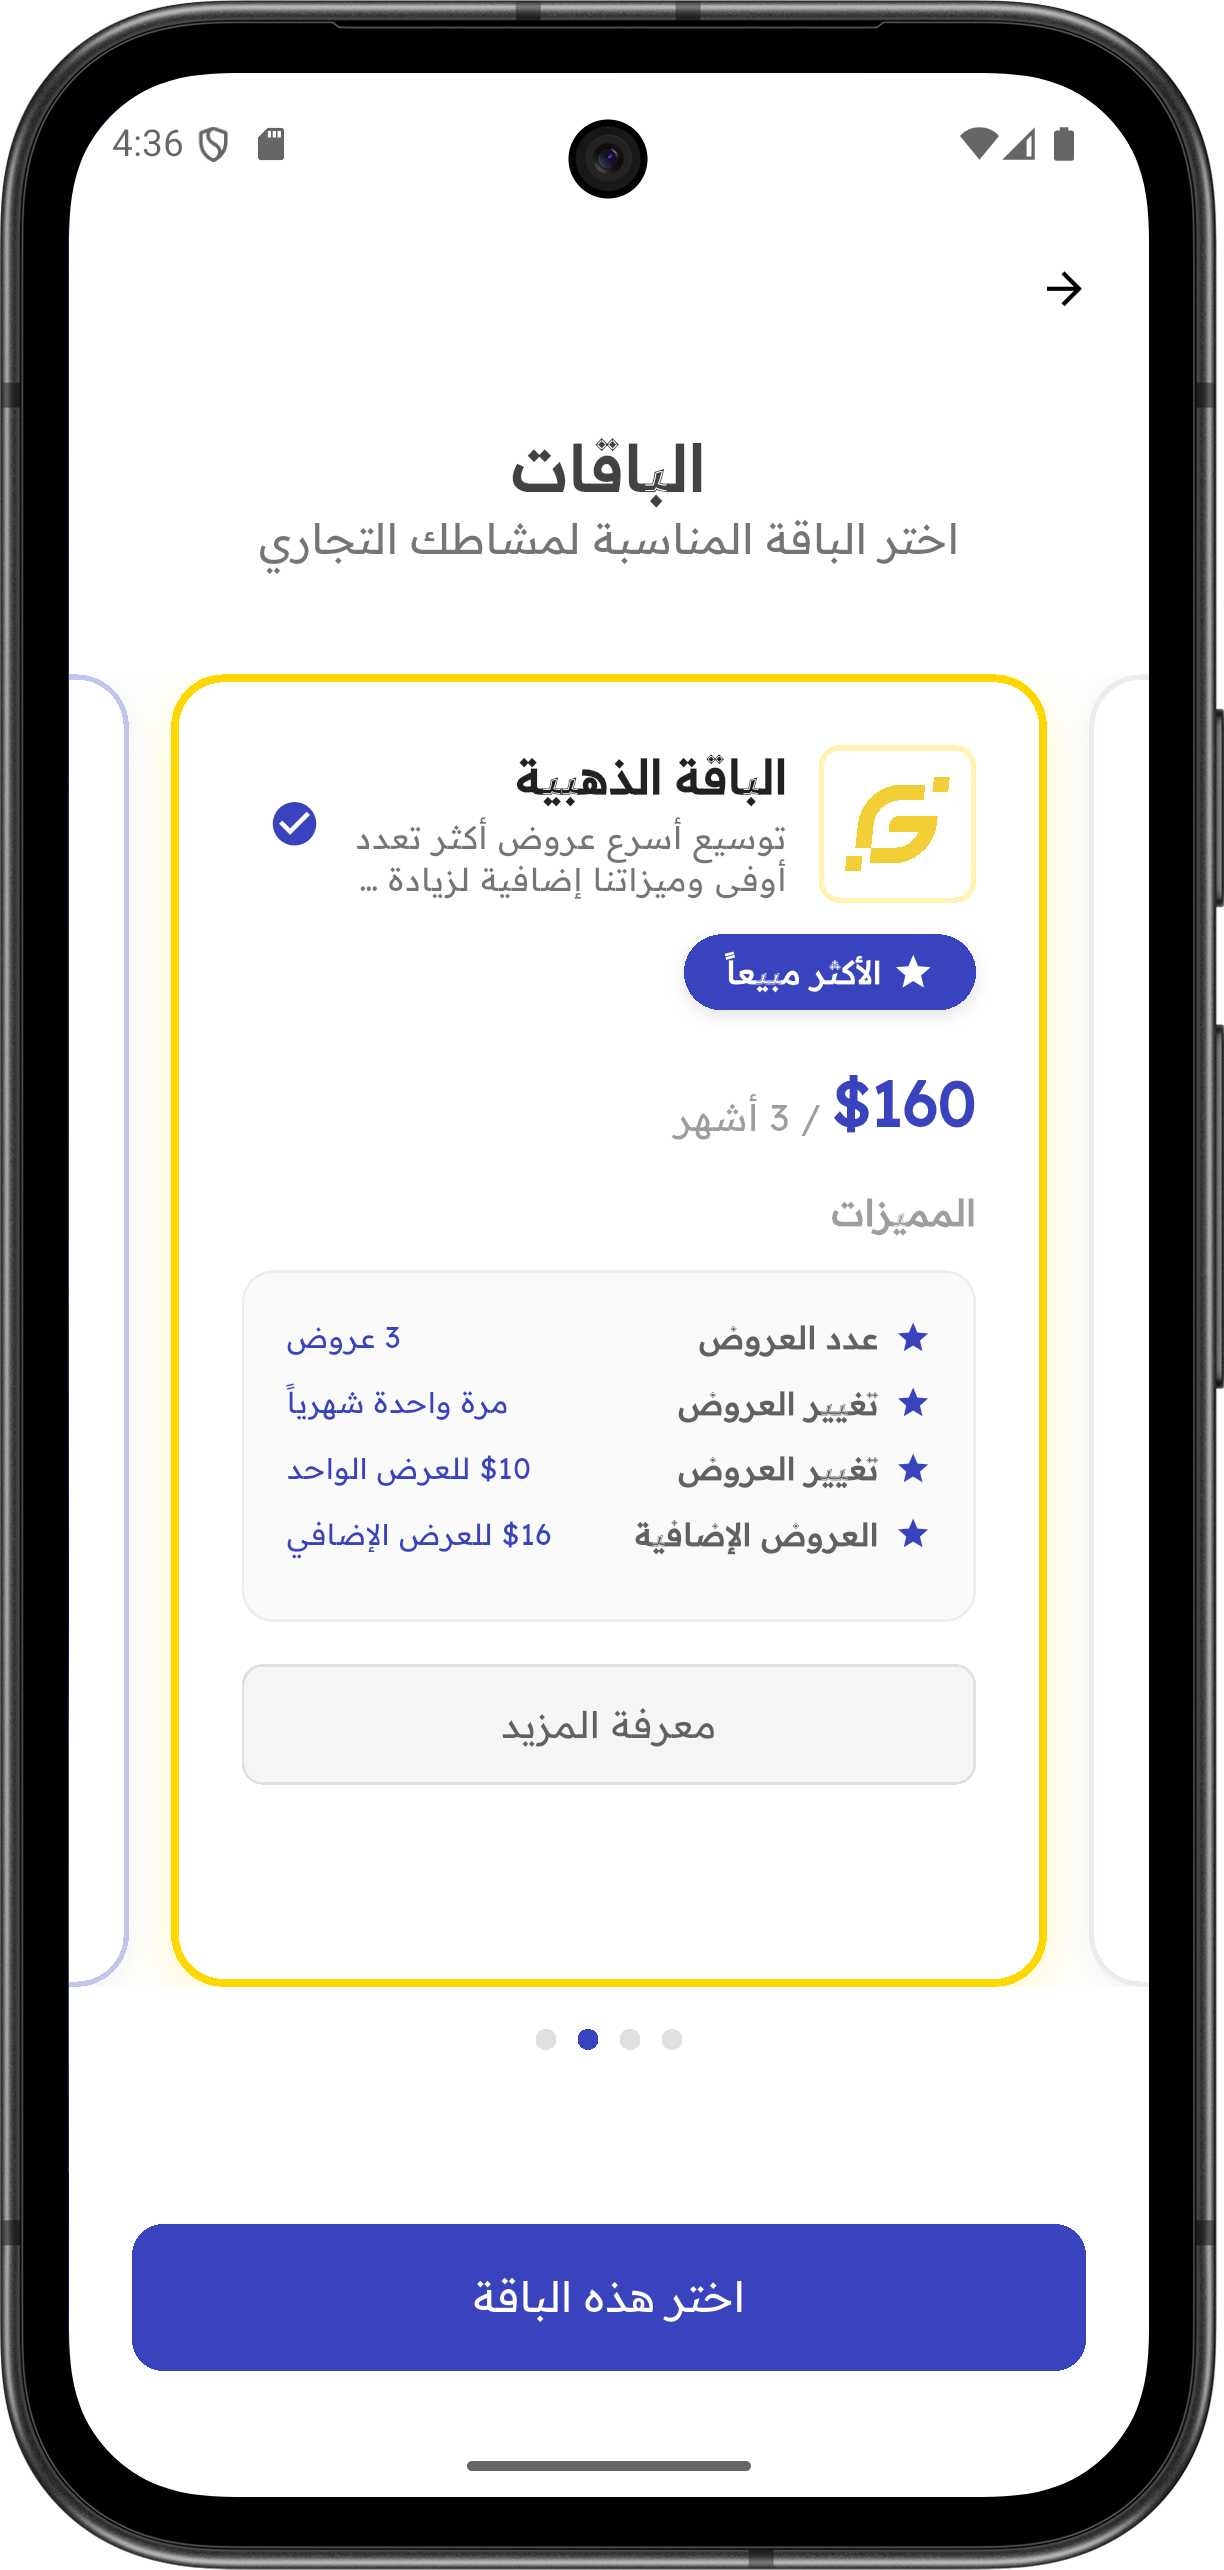 4:36
الباقات
اختر الباقة المناسبة لمشاطك التجاري
الباقة الذهبية
توسيع أسرع عروض أكثر تعدد
أوفى وميزاتنا إضافية لزيادة ...
الأكثر مبيعاً
$160 / 3 أشهر
المميزات
عدد العروض 3 عروض
تغيير العروض مرة واحدة شهرياً
تغيير العروض 10$ للعرض الواحد
العروض الإضافية 16$ للعرض الإضافي
معرفة المزيد
اختر هذه الباقة